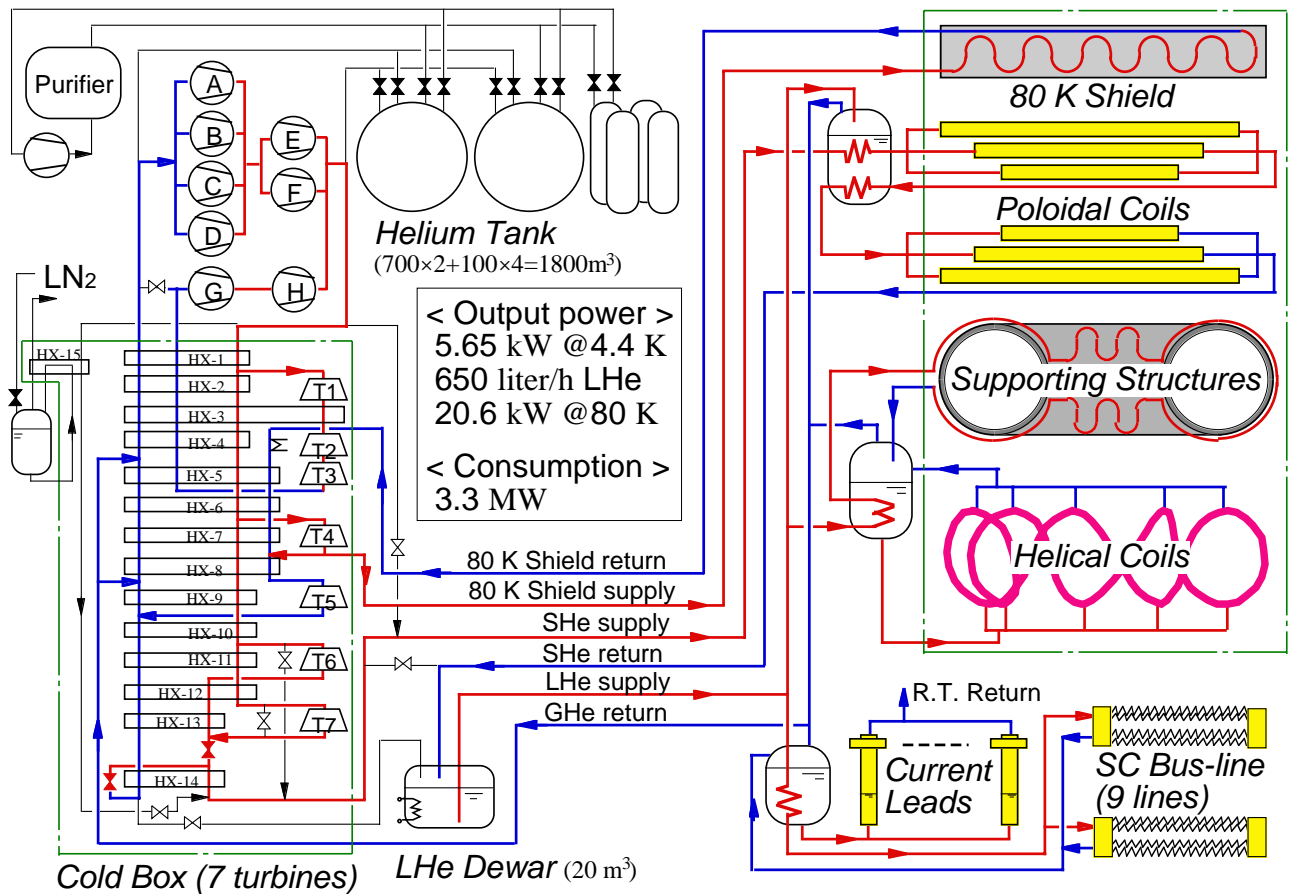 Purifier
A
B
C
D
E
F
G
H
Helium Tank
(700×2+100×4=1800m³)
LN₂
< Output power >
5.65 kW @4.4 K
650 liter/h LHe
20.6 kW @80 K
< Consumption >
3.3 MW
HX-15
HX-1
HX-2
HX-3
HX-4
HX-5
HX-6
HX-7
HX-8
HX-9
HX-10
HX-11
HX-12
HX-13
HX-14
T1
T2
T3
T4
T5
T6
T7
80 K Shield return
80 K Shield supply
SHe supply
SHe return
LHe supply
GHe return
Cold Box (7 turbines)
LHe Dewar (20 m³)
80 K Shield
Poloidal Coils
Supporting Structures
Helical Coils
R.T. Return
Current
Leads
SC Bus-line
(9 lines)